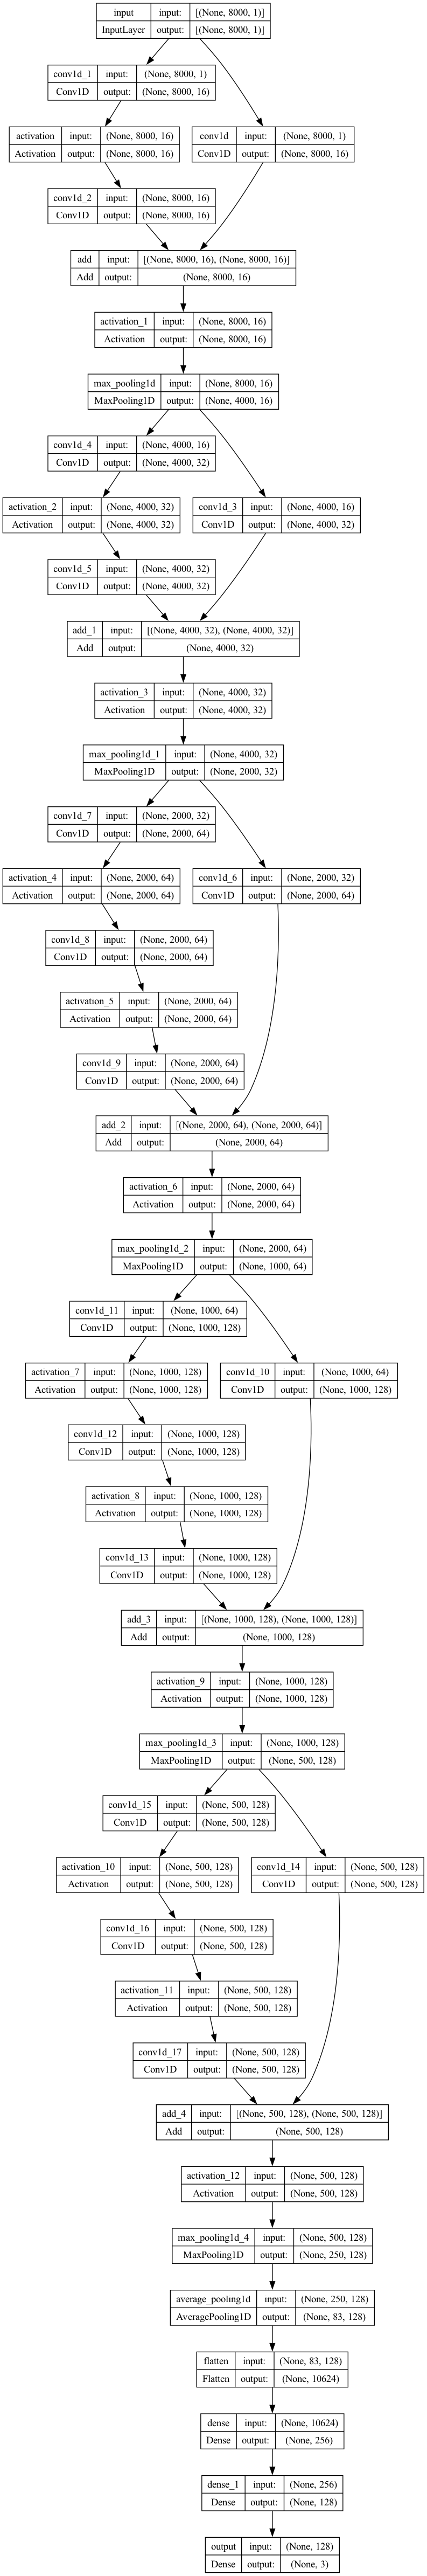 input input: [(None, 8000, 1)]
InputLayer output: [(None, 8000, 1)]
conv1d_1 input: (None, 8000, 1)
Conv1D output: (None, 8000, 16)
activation input: (None, 8000, 16)
Activation output: (None, 8000, 16)
conv1d input: (None, 8000, 1)
Conv1D output: (None, 8000, 16)
conv1d_2 input: (None, 8000, 16)
Conv1D output: (None, 8000, 16)
add input: [(None, 8000, 16), (None, 8000, 16)]
Add output: (None, 8000, 16)
activation_1 input: (None, 8000, 16)
Activation output: (None, 8000, 16)
max_pooling1d input: (None, 8000, 16)
MaxPooling1D output: (None, 4000, 16)
conv1d_4 input: (None, 4000, 16)
Conv1D output: (None, 4000, 32)
activation_2 input: (None, 4000, 32)
Activation output: (None, 4000, 32)
conv1d_3 input: (None, 4000, 16)
Conv1D output: (None, 4000, 32)
conv1d_5 input: (None, 4000, 32)
Conv1D output: (None, 4000, 32)
add_1 input: [(None, 4000, 32), (None, 4000, 32)]
Add output: (None, 4000, 32)
activation_3 input: (None, 4000, 32)
Activation output: (None, 4000, 32)
max_pooling1d_1 input: (None, 4000, 32)
MaxPooling1D output: (None, 2000, 32)
conv1d_7 input: (None, 2000, 32)
Conv1D output: (None, 2000, 64)
activation_4 input: (None, 2000, 64)
Activation output: (None, 2000, 64)
conv1d_6 input: (None, 2000, 32)
Conv1D output: (None, 2000, 64)
conv1d_8 input: (None, 2000, 64)
Conv1D output: (None, 2000, 64)
activation_5 input: (None, 2000, 64)
Activation output: (None, 2000, 64)
conv1d_9 input: (None, 2000, 64)
Conv1D output: (None, 2000, 64)
add_2 input: [(None, 2000, 64), (None, 2000, 64)]
Add output: (None, 2000, 64)
activation_6 input: (None, 2000, 64)
Activation output: (None, 2000, 64)
max_pooling1d_2 input: (None, 2000, 64)
MaxPooling1D output: (None, 1000, 64)
conv1d_11 input: (None, 1000, 64)
Conv1D output: (None, 1000, 128)
activation_7 input: (None, 1000, 128)
Activation output: (None, 1000, 128)
conv1d_10 input: (None, 1000, 64)
Conv1D output: (None, 1000, 128)
conv1d_12 input: (None, 1000, 128)
Conv1D output: (None, 1000, 128)
activation_8 input: (None, 1000, 128)
Activation output: (None, 1000, 128)
conv1d_13 input: (None, 1000, 128)
Conv1D output: (None, 1000, 128)
add_3 input: [(None, 1000, 128), (None, 1000, 128)]
Add output: (None, 1000, 128)
activation_9 input: (None, 1000, 128)
Activation output: (None, 1000, 128)
max_pooling1d_3 input: (None, 1000, 128)
MaxPooling1D output: (None, 500, 128)
conv1d_15 input: (None, 500, 128)
Conv1D output: (None, 500, 128)
activation_10 input: (None, 500, 128)
Activation output: (None, 500, 128)
conv1d_14 input: (None, 500, 128)
Conv1D output: (None, 500, 128)
conv1d_16 input: (None, 500, 128)
Conv1D output: (None, 500, 128)
activation_11 input: (None, 500, 128)
Activation output: (None, 500, 128)
conv1d_17 input: (None, 500, 128)
Conv1D output: (None, 500, 128)
add_4 input: [(None, 500, 128), (None, 500, 128)]
Add output: (None, 500, 128)
activation_12 input: (None, 500, 128)
Activation output: (None, 500, 128)
max_pooling1d_4 input: (None, 500, 128)
MaxPooling1D output: (None, 250, 128)
average_pooling1d input: (None, 250, 128)
AveragePooling1D output: (None, 83, 128)
flatten input: (None, 83, 128)
Flatten output: (None, 10624)
dense input: (None, 10624)
Dense output: (None, 256)
dense_1 input: (None, 256)
Dense output: (None, 128)
output input: (None, 128)
Dense output: (None, 3)